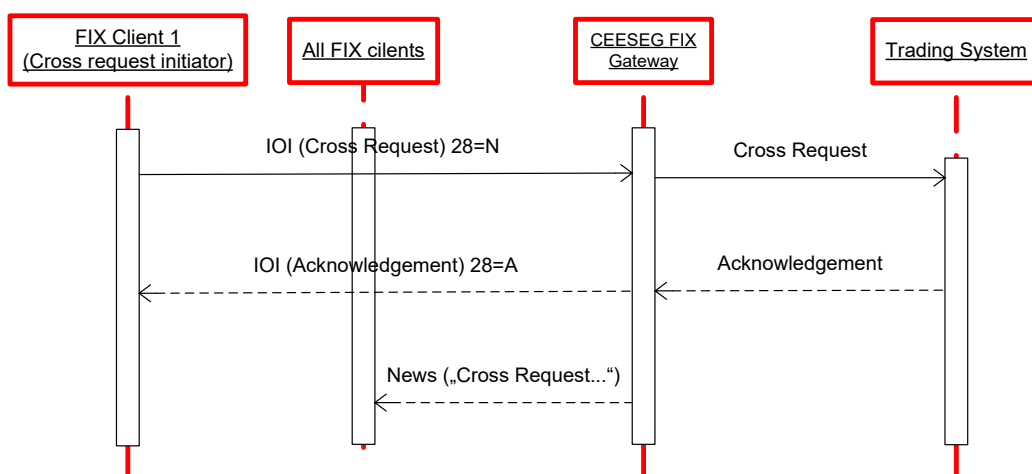 FIX Client 1
(Cross request initiator)
All FIX cilents
CEESEG FIX
Gateway
Trading System
IOI (Cross Request) 28=N
Cross Request
IOI (Acknowledgement) 28=A
Acknowledgement
News („Cross Request...“)